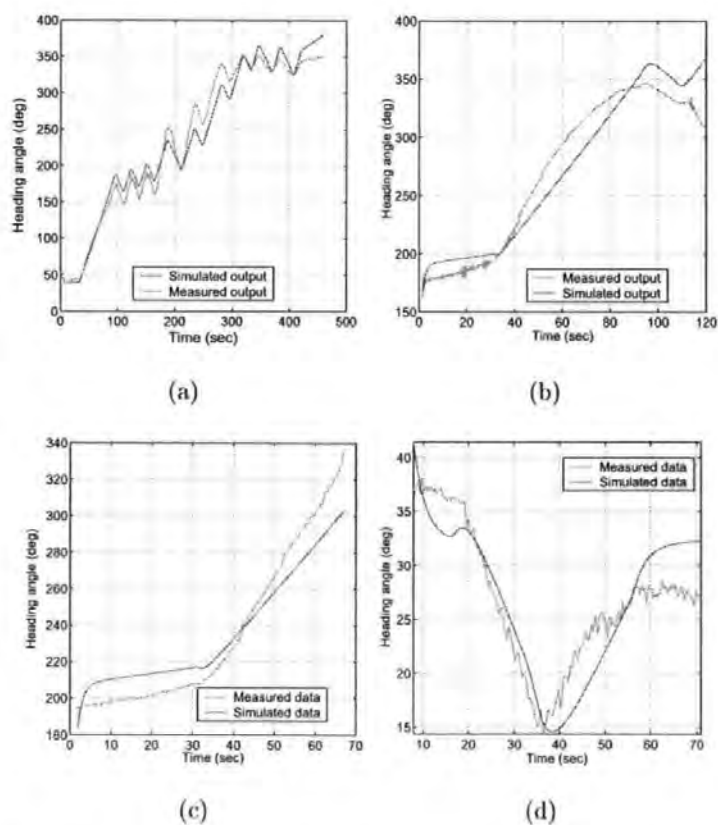 400
350
300
250
200
150
100
50
0
Heading angle (deg)
Simulated output
Measured output
0 100 200 300 400 500
Time (sec)
(a)
400
350
300
250
200
150
Heading angle (deg)
Measured output
Simulated output
0 20 40 60 80 100 120
Time (sec)
(b)
340
320
300
280
260
240
220
200
180
Heading angle (deg)
Measured data
Simulated data
0 10 20 30 40 50 60 70
Time (sec)
(c)
40
35
30
25
20
15
Heading angle (deg)
Measured data
Simulated data
10 20 30 40 50 60 70
Time (sec)
(d)